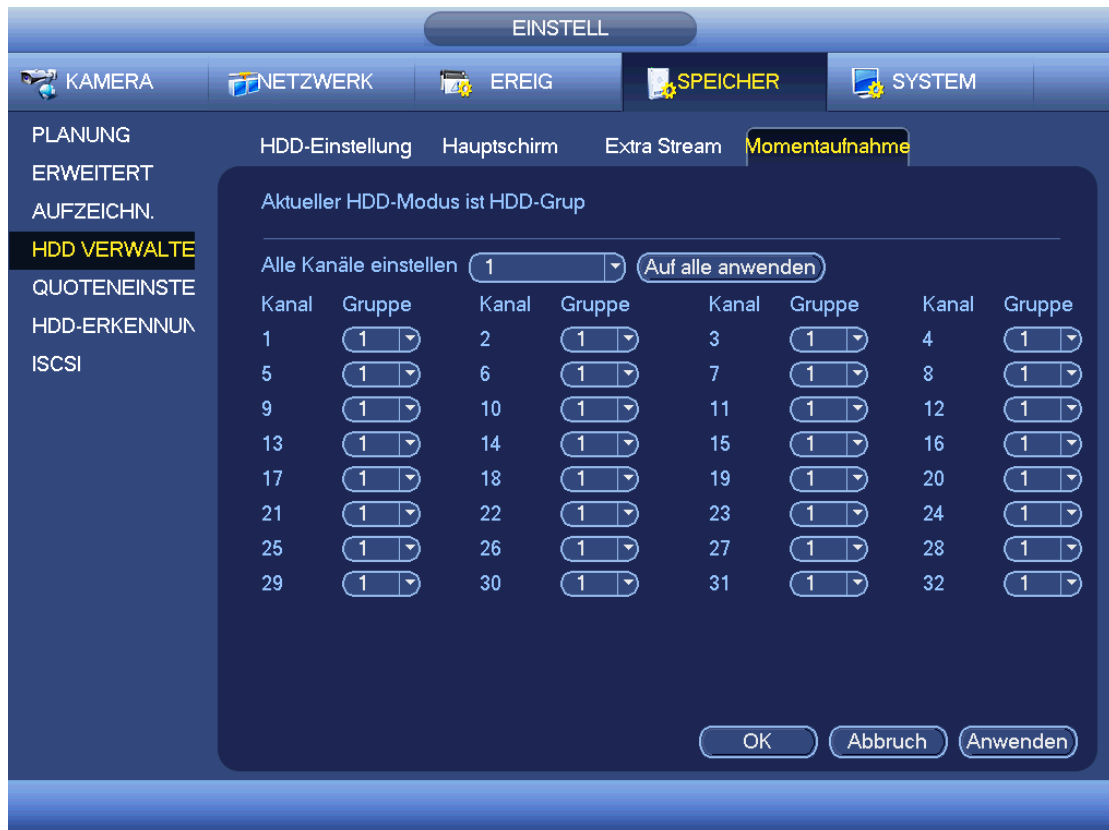 EINSTELL
KAMERA NETZWERK EREIG SPEICHER SYSTEM
PLANUNG
ERWEITERT
AUFZEICHN.
HDD VERWALTE
QUOTENEINSTE
HDD-ERKENNUN
ISCSI
HDD-Einstellung Hauptschirm Extra Stream Momentaufnahme
Aktueller HDD-Modus ist HDD-Grup
Alle Kanäle einstellen 1 Auf alle anwenden
Kanal Gruppe Kanal Gruppe Kanal Gruppe Kanal Gruppe
1 1 2 1 3 1 4 1
5 1 6 1 7 1 8 1
9 1 10 1 11 1 12 1
13 1 14 1 15 1 16 1
17 1 18 1 19 1 20 1
21 1 22 1 23 1 24 1
25 1 26 1 27 1 28 1
29 1 30 1 31 1 32 1
OK Abbruch Anwenden